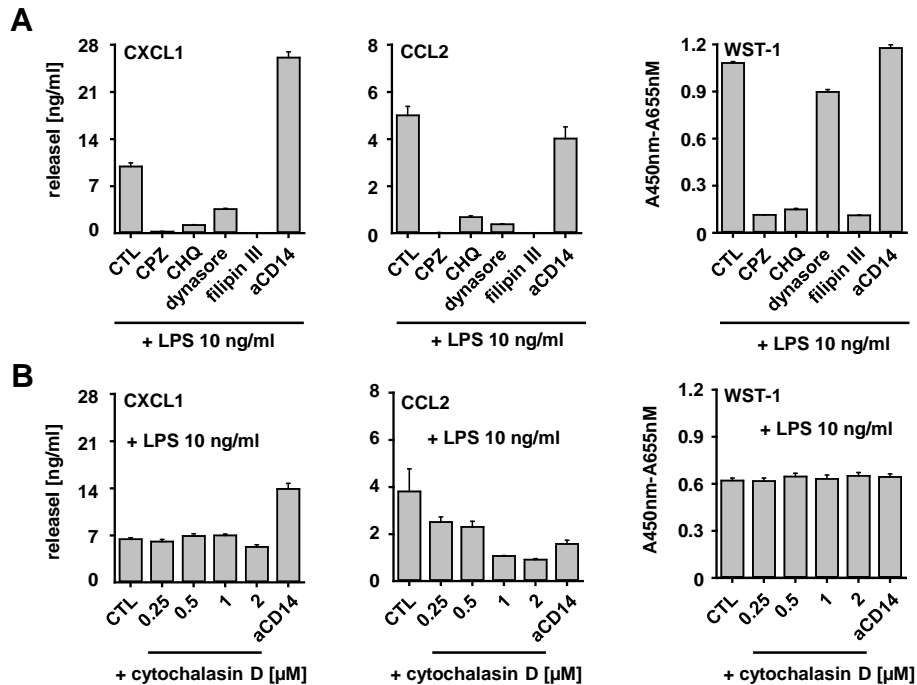 A
CXCL1
releasel [ng/ml]
28
21
14
7
0
CTL
CPZ
CHQ
dynasore
filipin III
aCD14
+ LPS 10 ng/ml
CCL2
8
6
4
2
0
CTL
CPZ
CHQ
dynasore
filipin III
aCD14
+ LPS 10 ng/ml
WST-1
A450nm-A655nM
1.2
0.9
0.6
0.3
0
CTL
CPZ
CHQ
dynasore
filipin III
aCD14
+ LPS 10 ng/ml
B
CXCL1
+ LPS 10 ng/ml
releasel [ng/ml]
28
21
14
7
0
CTL
0.25
0.5
1
2
aCD14
+ cytochalasin D [µM]
CCL2
+ LPS 10 ng/ml
8
6
4
2
0
CTL
0.25
0.5
1
2
aCD14
+ cytochalasin D [µM]
WST-1
+ LPS 10 ng/ml
A450nm-A655nM
1.2
0.9
0.6
0.3
0
CTL
0.25
0.5
1
2
aCD14
+ cytochalasin D [µM]